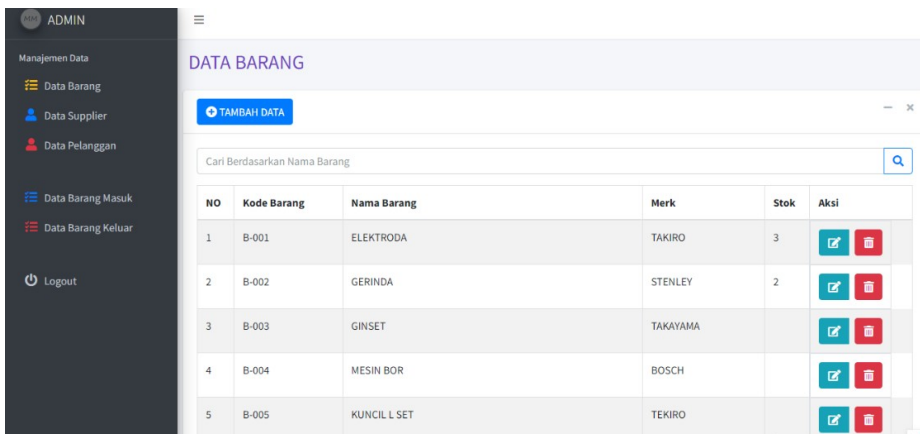 MM ADMIN
Manajemen Data
Data Barang
Data Supplier
Data Pelanggan
Data Barang Masuk
Data Barang Keluar
Logout
DATA BARANG
TAMBAH DATA
Cari Berdasarkan Nama Barang
NO Kode Barang Nama Barang Merk Stok Aksi
1 B-001 ELEKTRODA TAKIRO 3
2 B-002 GERINDA STENLEY 2
3 B-003 GINSET TAKAYAMA
4 B-004 MESIN BOR BOSCH
5 B-005 KUNCIL L SET TEKIRO